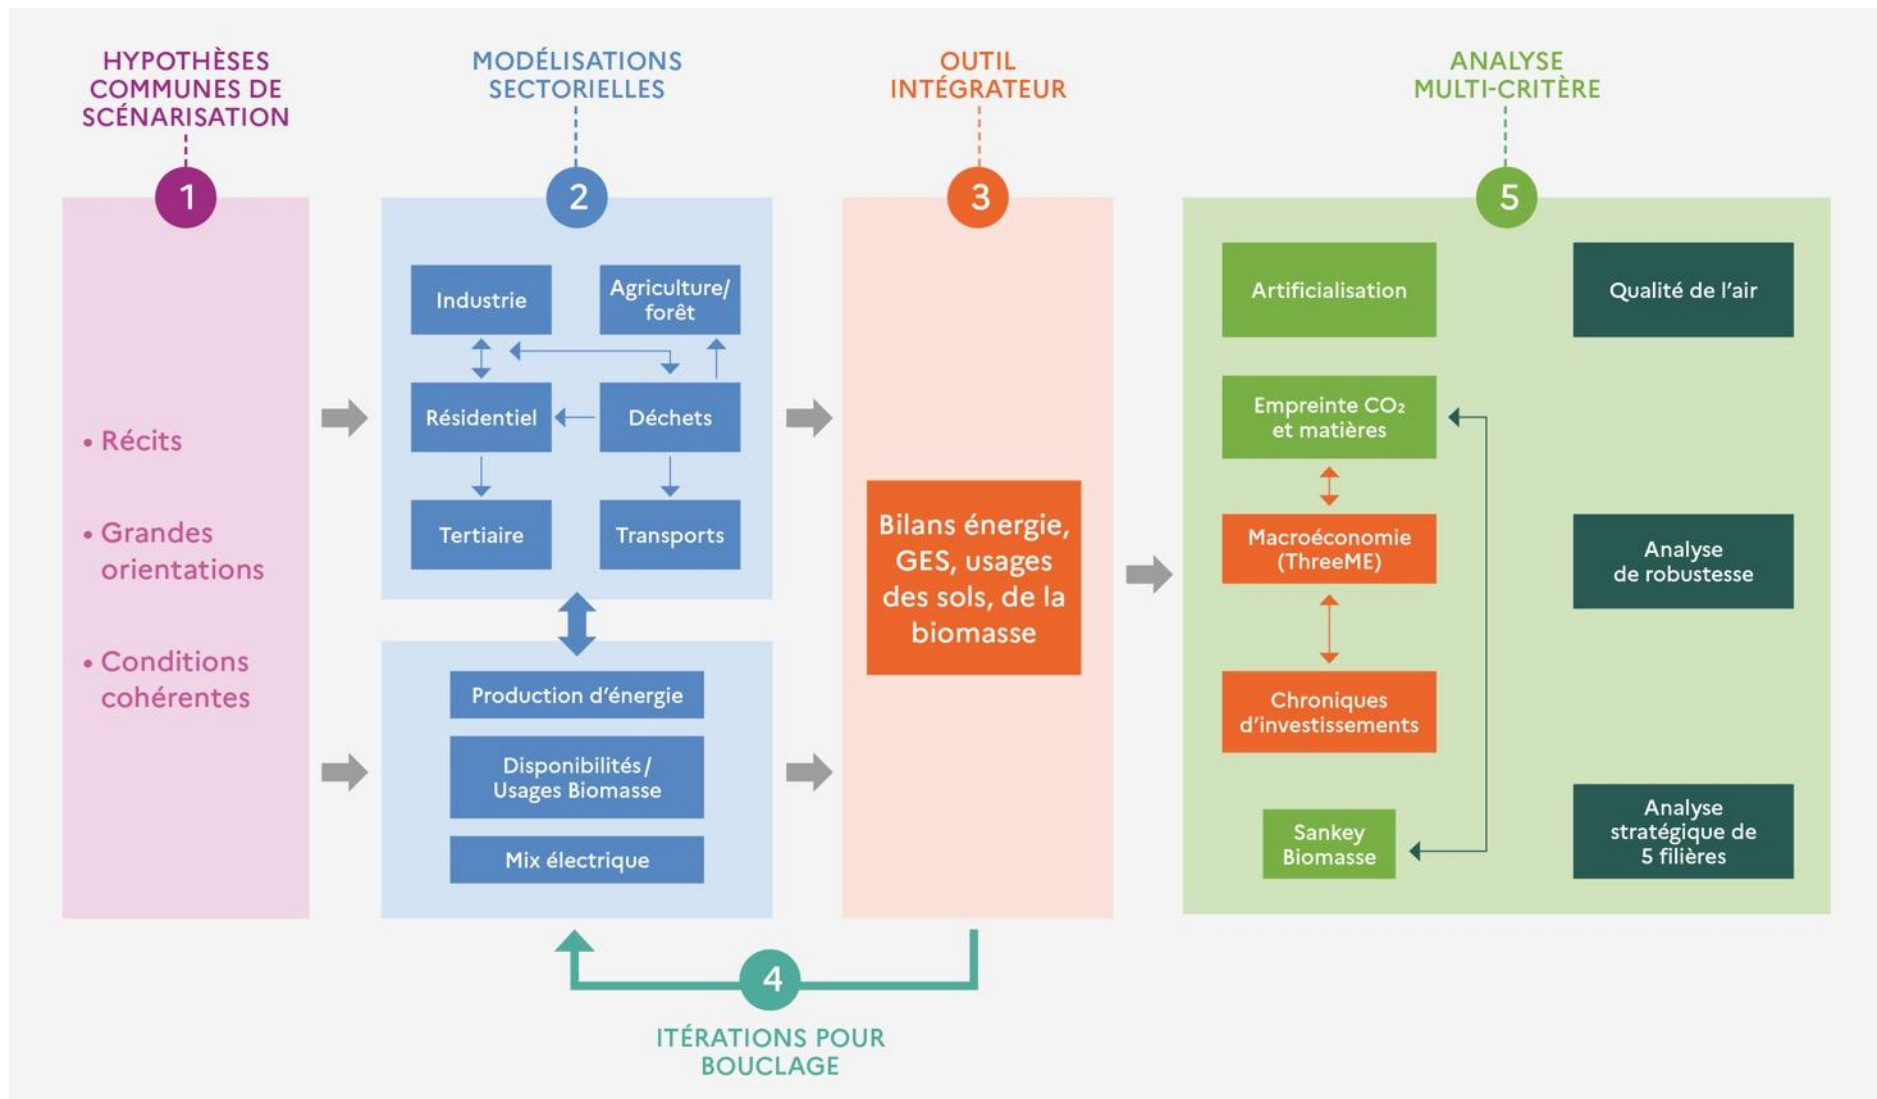 HYPOTHÈSES
COMMUNES DE
SCÉNARISATION
1
• Récits
• Grandes
orientations
• Conditions
cohérentes
MODÉLISATIONS
SECTORIELLES
2
Industrie
Agriculture/
forêt
Résidentiel
Déchets
Tertiaire
Transports
Production d'énergie
Disponibilités/
Usages Biomasse
Mix électrique
OUTIL
INTÉGRATEUR
3
Bilans énergie,
GES, usages
des sols, de la
biomasse
4
ITÉRATIONS POUR
BOUCLAGE
ANALYSE
MULTI-CRITÈRE
5
Artificialisation
Qualité de l'air
Empreinte CO₂
et matières
Macroéconomie
(ThreeME)
Analyse
de robustesse
Chroniques
d'investissements
Sankey
Biomasse
Analyse
stratégique de
5 filières